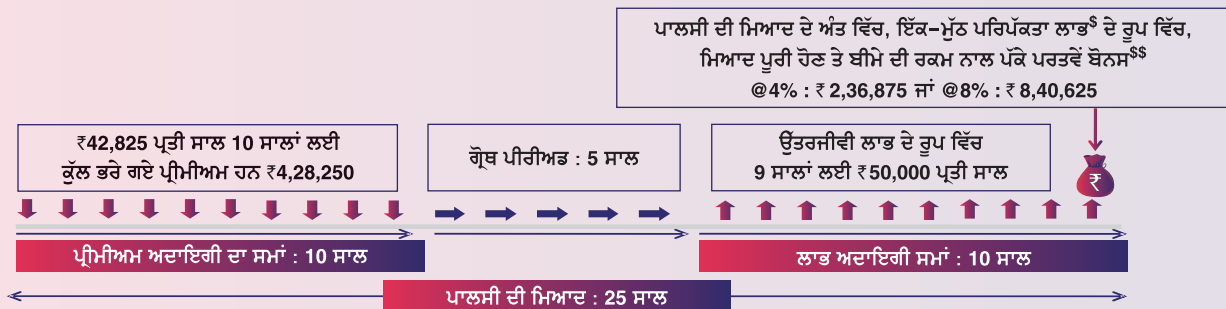 ਪਾਲਸੀ ਦੀ ਮਿਆਦ ਦੇ ਅੰਤ ਵਿੱਚ, ਇੱਕ-ਮੁੱਠ ਪਰਿਪੱਕਤਾ ਲਾਭ$ ਦੇ ਰੂਪ ਵਿੱਚ,
ਮਿਆਦ ਪੂਰੀ ਹੋਣ ਤੇ ਬੀਮੇ ਦੀ ਰਕਮ ਨਾਲ ਪੱਕੇ ਪਰਤਵੇਂ ਬੋਨਸ$$
@4% : ₹ 2,36,875 ਜਾਂ @8% : ₹ 8,40,625
₹42,825 ਪ੍ਰਤੀ ਸਾਲ 10 ਸਾਲਾਂ ਲਈ
ਕੁੱਲ ਭਰੇ ਗਏ ਪ੍ਰੀਮੀਅਮ ਹਨ ₹4,28,250
ਗ੍ਰੋਥ ਪੀਰੀਅਡ : 5 ਸਾਲ
ਉੱਤਰਜੀਵੀ ਲਾਭ ਦੇ ਰੂਪ ਵਿੱਚ
9 ਸਾਲਾਂ ਲਈ ₹50,000 ਪ੍ਰਤੀ ਸਾਲ
₹
ਪ੍ਰੀਮੀਅਮ ਅਦਾਇਗੀ ਦਾ ਸਮਾਂ : 10 ਸਾਲ
ਲਾਭ ਅਦਾਇਗੀ ਸਮਾਂ : 10 ਸਾਲ
ਪਾਲਸੀ ਦੀ ਮਿਆਦ : 25 ਸਾਲ